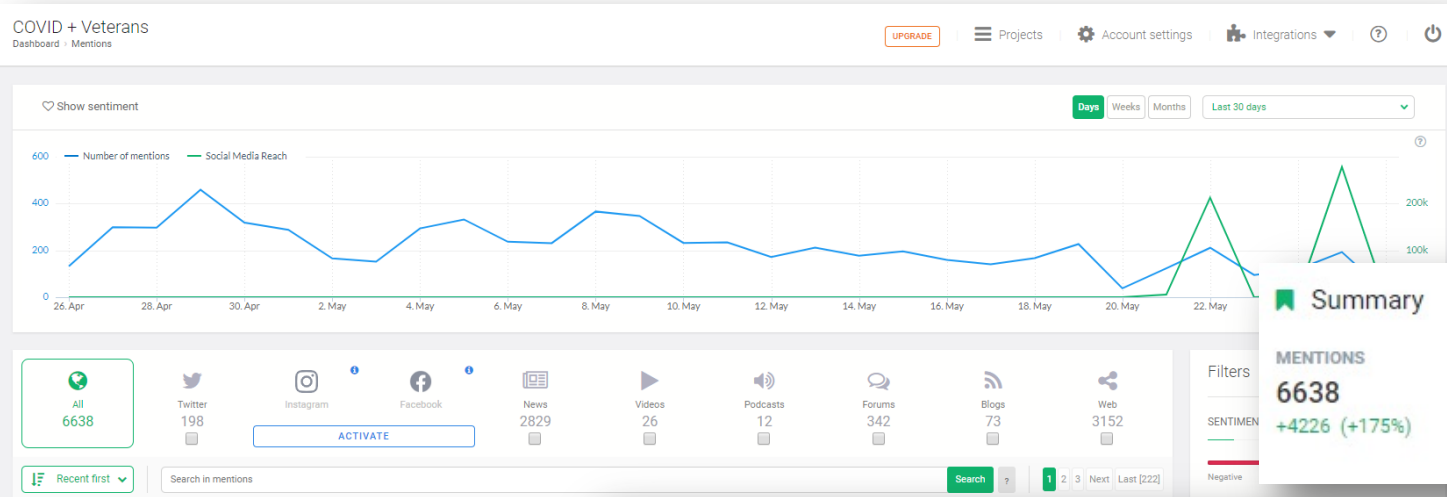 COVID + Veterans
Dashboard > Mentions
UPGRADE
Projects
Account settings
Integrations
?
Show sentiment
Days
Weeks
Months
Last 30 days
?
Number of mentions
Social Media Reach
600
400
200
0
200k
100k
26. Apr
28. Apr
30. Apr
2. May
4. May
6. May
8. May
10. May
12. May
14. May
16. May
18. May
20. May
22. May
Summary
MENTIONS
6638
+4226 (+175%)
All
6638
Twitter
198
Instagram
Facebook
ACTIVATE
News
2829
Videos
26
Podcasts
12
Forums
342
Blogs
73
Web
3152
Filters
SENTIMEN
Negative
Recent first
Search in mentions
Search
?
1 2 3 Next Last [222]